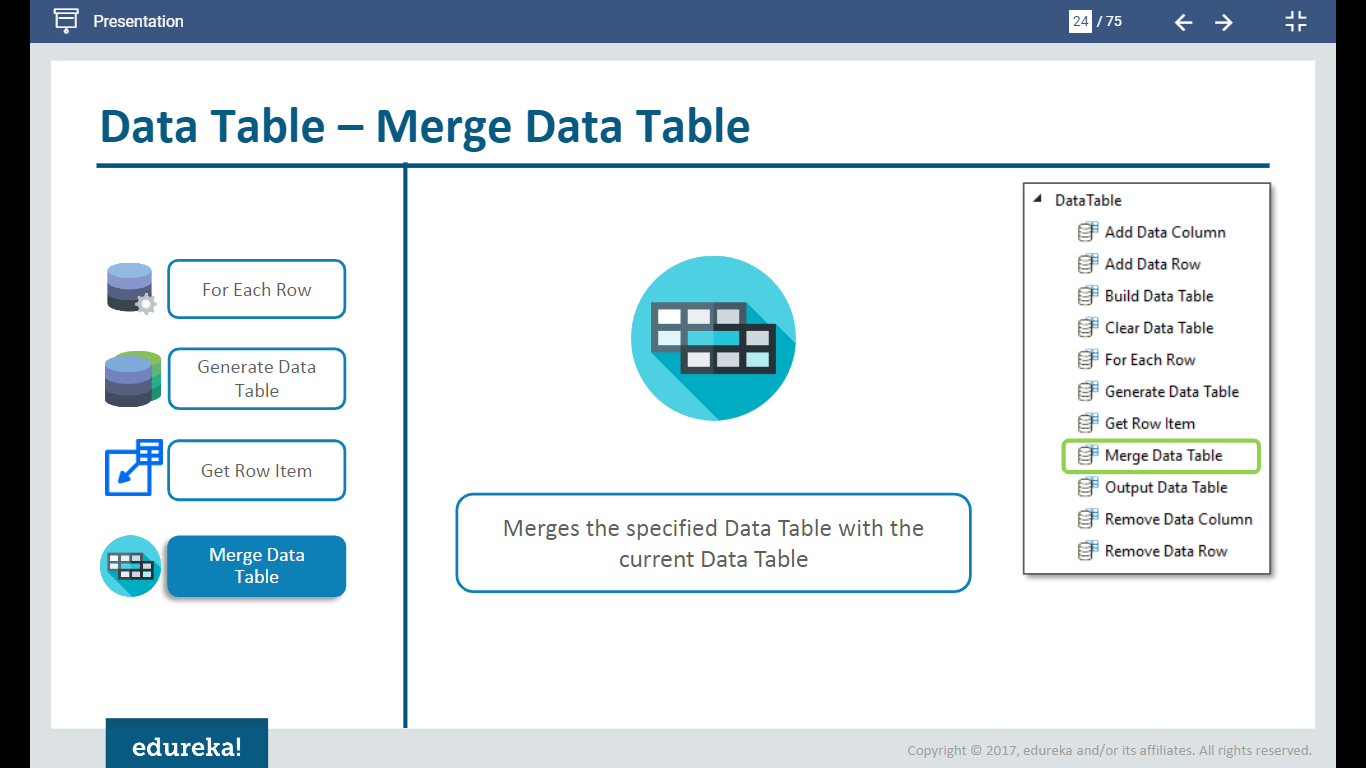 Presentation
24 / 75
Data Table – Merge Data Table
For Each Row
Generate Data
Table
Get Row Item
Merge Data
Table
Merges the specified Data Table with the
current Data Table
DataTable
Add Data Column
Add Data Row
Build Data Table
Clear Data Table
For Each Row
Generate Data Table
Get Row Item
Merge Data Table
Output Data Table
Remove Data Column
Remove Data Row
edureka!
Copyright © 2017, edureka and/or its affiliates. All rights reserved.